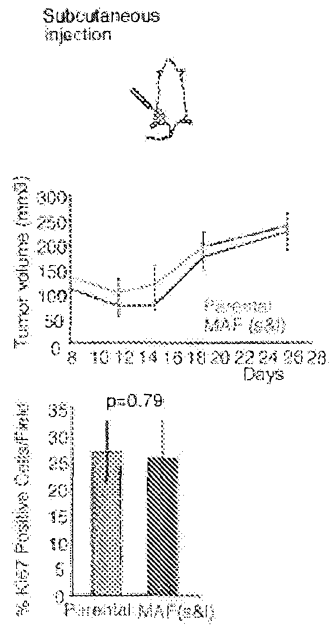 Subcutaneous
injection
Tumor volume (mm3)
300
250
200
150
100
50
0
Parental
MAF (s&l)
8 10 12 14 16 18 20 22 24 26 28
Days
p=0.79
% Ki67 Positive Cells/Field
35
30
25
20
15
10
5
0
Parental MAF(s&l)